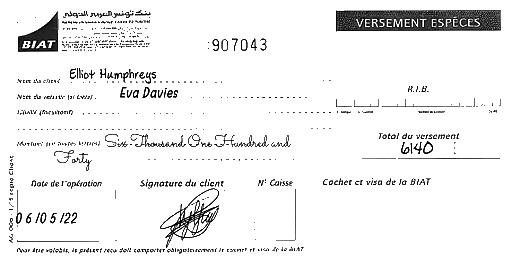 بنك تونس العربي الدولي
BIAT
VERSEMENT ESPÈCES
907043
Nom du client Elliot Humphreys
Nom du remettant (si tiers) Eva Davies
R.I.B.
Libellé (facultatif)
Montant (en toutes lettres) Six Thousand One Hundred and
Forty
Total du versement
6140
Date de l'opération
Signature du client
N° Caisse
Cachet et visa de la BIAT
06/05/22
Pour être valable, le présent reçu doit comporter obligatoirement le cachet et visa de la BIAT